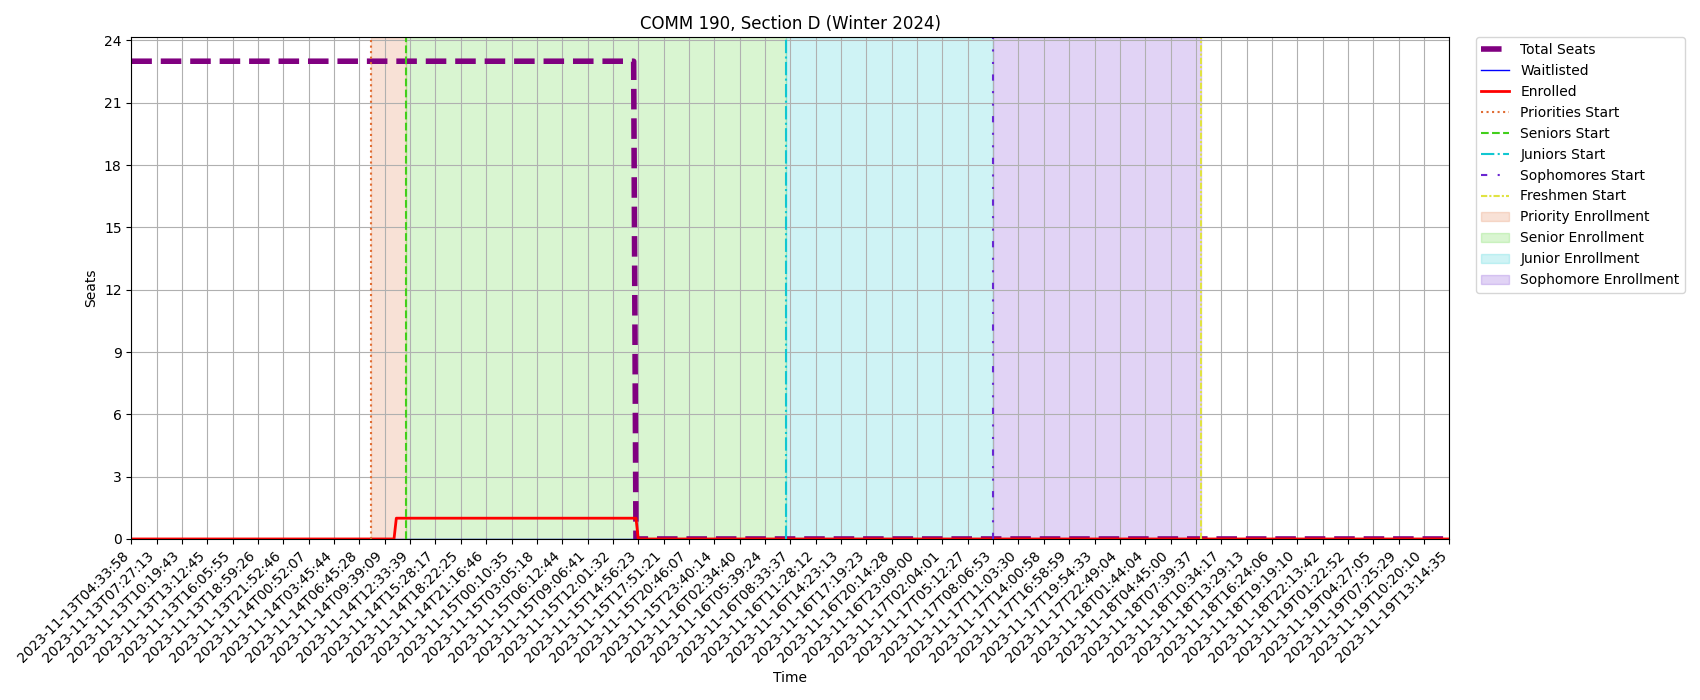 COMM 190, Section D (Winter 2024)
24
21
18
15
12
9
6
3
0
Seats
2023-11-13T04:33:58
2023-11-13T07:27:13
2023-11-13T10:19:43
2023-11-13T13:12:45
2023-11-13T16:05:55
2023-11-13T18:59:26
2023-11-13T21:52:46
2023-11-14T00:52:07
2023-11-14T03:45:44
2023-11-14T06:45:28
2023-11-14T09:39:09
2023-11-14T12:33:39
2023-11-14T15:28:17
2023-11-14T18:22:25
2023-11-14T21:16:46
2023-11-15T00:10:35
2023-11-15T03:05:18
2023-11-15T06:12:44
2023-11-15T09:06:41
2023-11-15T12:01:32
2023-11-15T14:56:23
2023-11-15T17:51:21
2023-11-15T20:46:07
2023-11-15T23:40:14
2023-11-16T02:34:40
2023-11-16T05:39:24
2023-11-16T08:33:37
2023-11-16T11:28:12
2023-11-16T14:23:13
2023-11-16T17:19:23
2023-11-16T20:14:28
2023-11-16T23:09:00
2023-11-17T02:04:01
2023-11-17T05:12:27
2023-11-17T08:06:53
2023-11-17T11:03:30
2023-11-17T14:00:58
2023-11-17T16:58:59
2023-11-17T19:54:33
2023-11-17T22:49:04
2023-11-18T01:44:04
2023-11-18T04:45:00
2023-11-18T07:39:37
2023-11-18T10:34:17
2023-11-18T13:29:13
2023-11-18T16:24:06
2023-11-18T19:19:10
2023-11-18T22:13:42
2023-11-19T01:22:52
2023-11-19T04:27:05
2023-11-19T07:25:29
2023-11-19T10:20:10
2023-11-19T13:14:35
Time
Total Seats
Waitlisted
Enrolled
Priorities Start
Seniors Start
Juniors Start
Sophomores Start
Freshmen Start
Priority Enrollment
Senior Enrollment
Junior Enrollment
Sophomore Enrollment